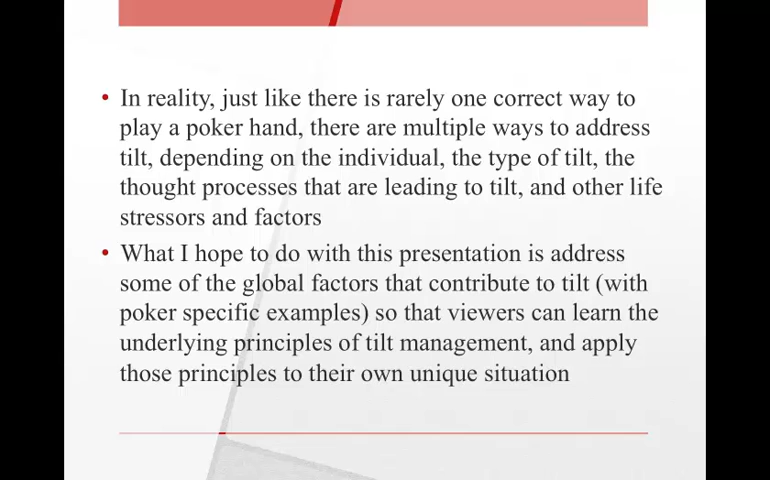 • In reality, just like there is rarely one correct way to
play a poker hand, there are multiple ways to address
tilt, depending on the individual, the type of tilt, the
thought processes that are leading to tilt, and other life
stressors and factors
• What I hope to do with this presentation is address
some of the global factors that contribute to tilt (with
poker specific examples) so that viewers can learn the
underlying principles of tilt management, and apply
those principles to their own unique situation